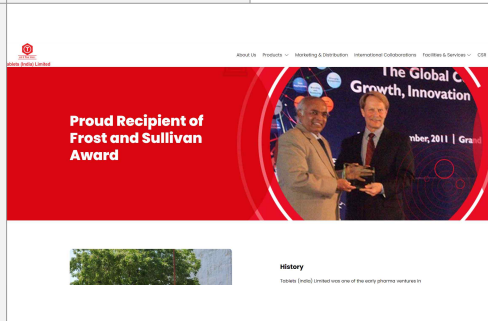 Tablets (India) Limited
About Us Products Marketing & Distribution International Collaborations Facilities & Services CSR
Proud Recipient of
Frost and Sullivan
Award
The Global C
Growth, Innovation
mber, 2011 | Grand
History
Tablets (India) Limited was one of the early pharma ventures in